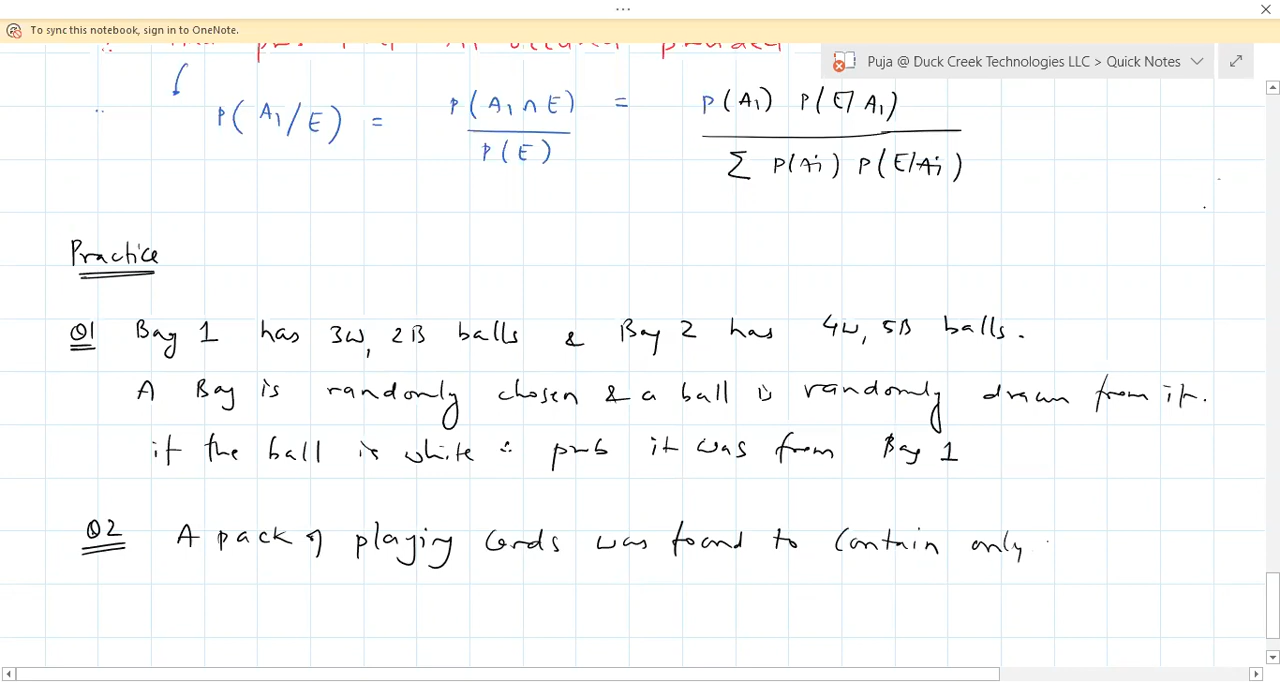 ...
To sync this notebook, sign in to OneNote.
Puja @ Duck Creek Technologies LLC > Quick Notes
P(A1/E) = P(A1 ∩ E) / P(E) = P(A1) P(E/A1) / Σ P(Ai) P(E/Ai)
Practice
Q1 Bag 1 has 3W, 2B balls & Bag 2 has 4W, 5B balls.
A Bag is randomly chosen & a ball is randomly drawn from it.
if the ball is white ∴ prob it was from Bag 1
Q2 A pack of playing cards was found to contain only